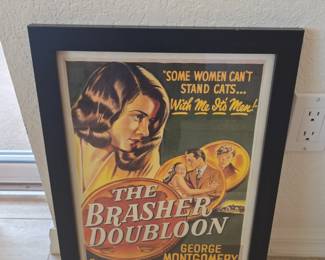 "SOME WOMEN CAN'T
STAND CATS...
With Me It's Men!"
THE
BRASHER
DOUBLOON
GEORGE
MONTGOMERY